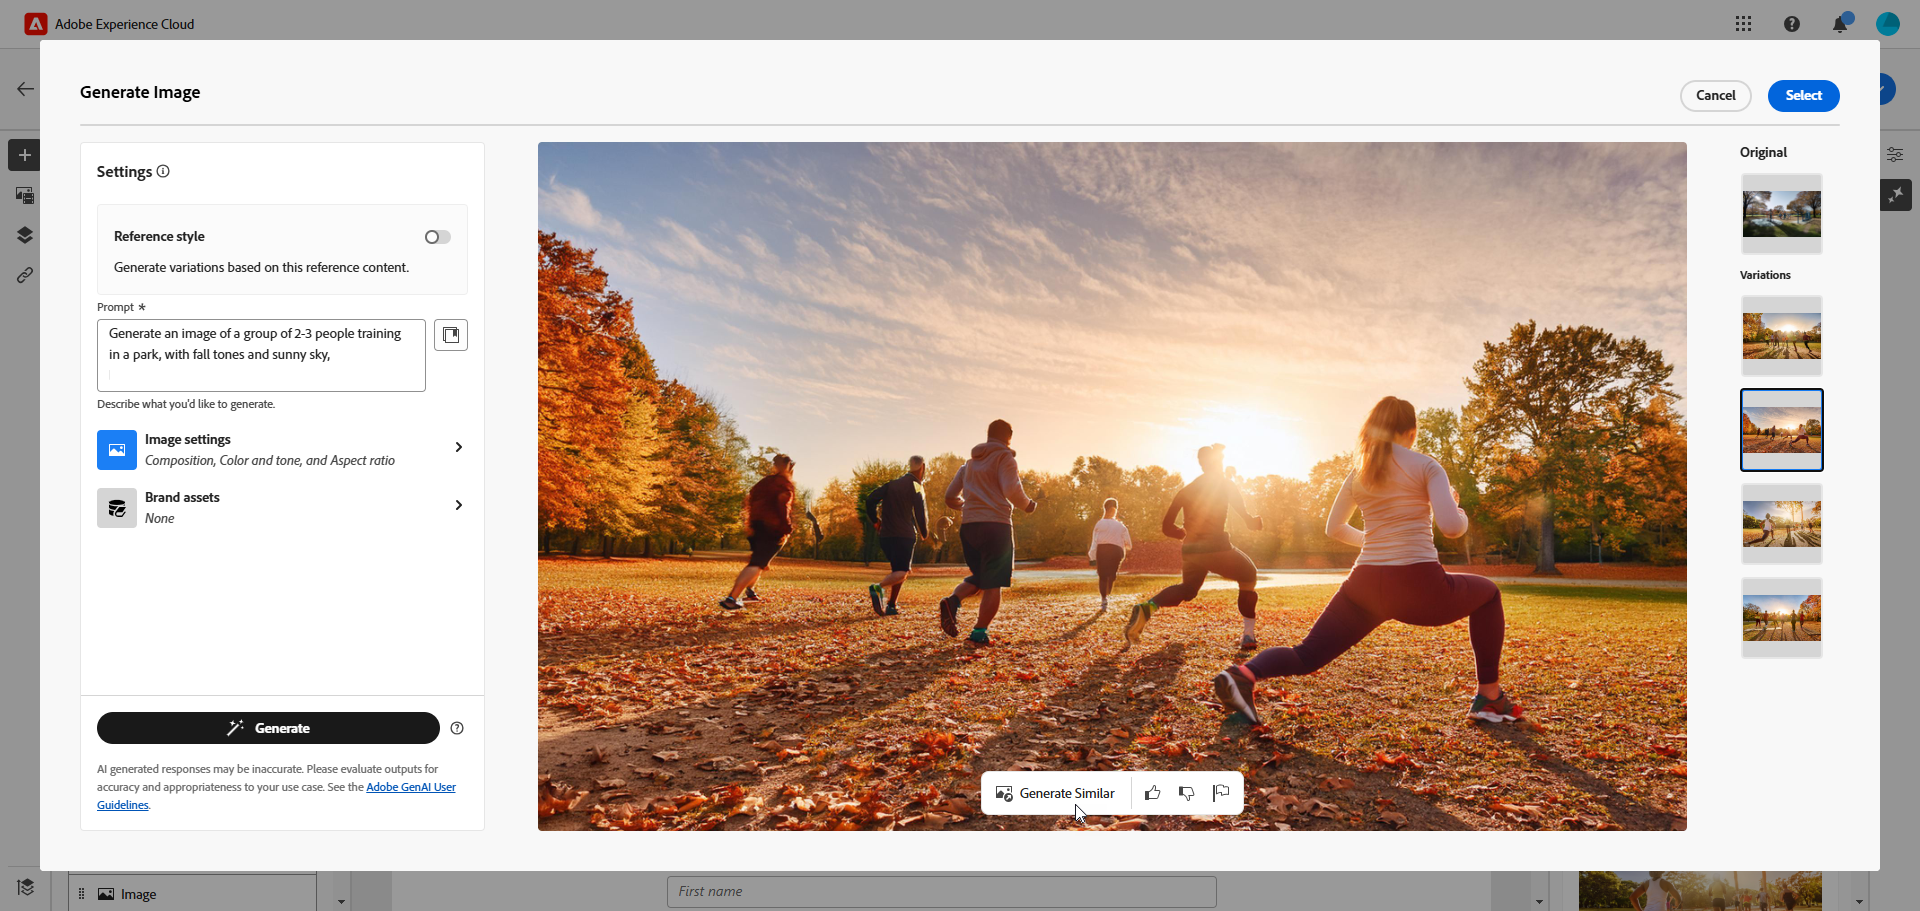 Adobe Experience Cloud
Generate Image
Cancel
Select
Settings
Reference style
Generate variations based on this reference content.
Prompt *
Generate an image of a group of 2-3 people training
in a park, with fall tones and sunny sky,
Describe what you'd like to generate.
Image settings
Composition, Color and tone, and Aspect ratio
Brand assets
None
Generate
AI generated responses may be inaccurate. Please evaluate outputs for
accuracy and appropriateness to your use case. See the Adobe GenAI User
Guidelines.
Generate Similar
Original
Variations
Image
First name